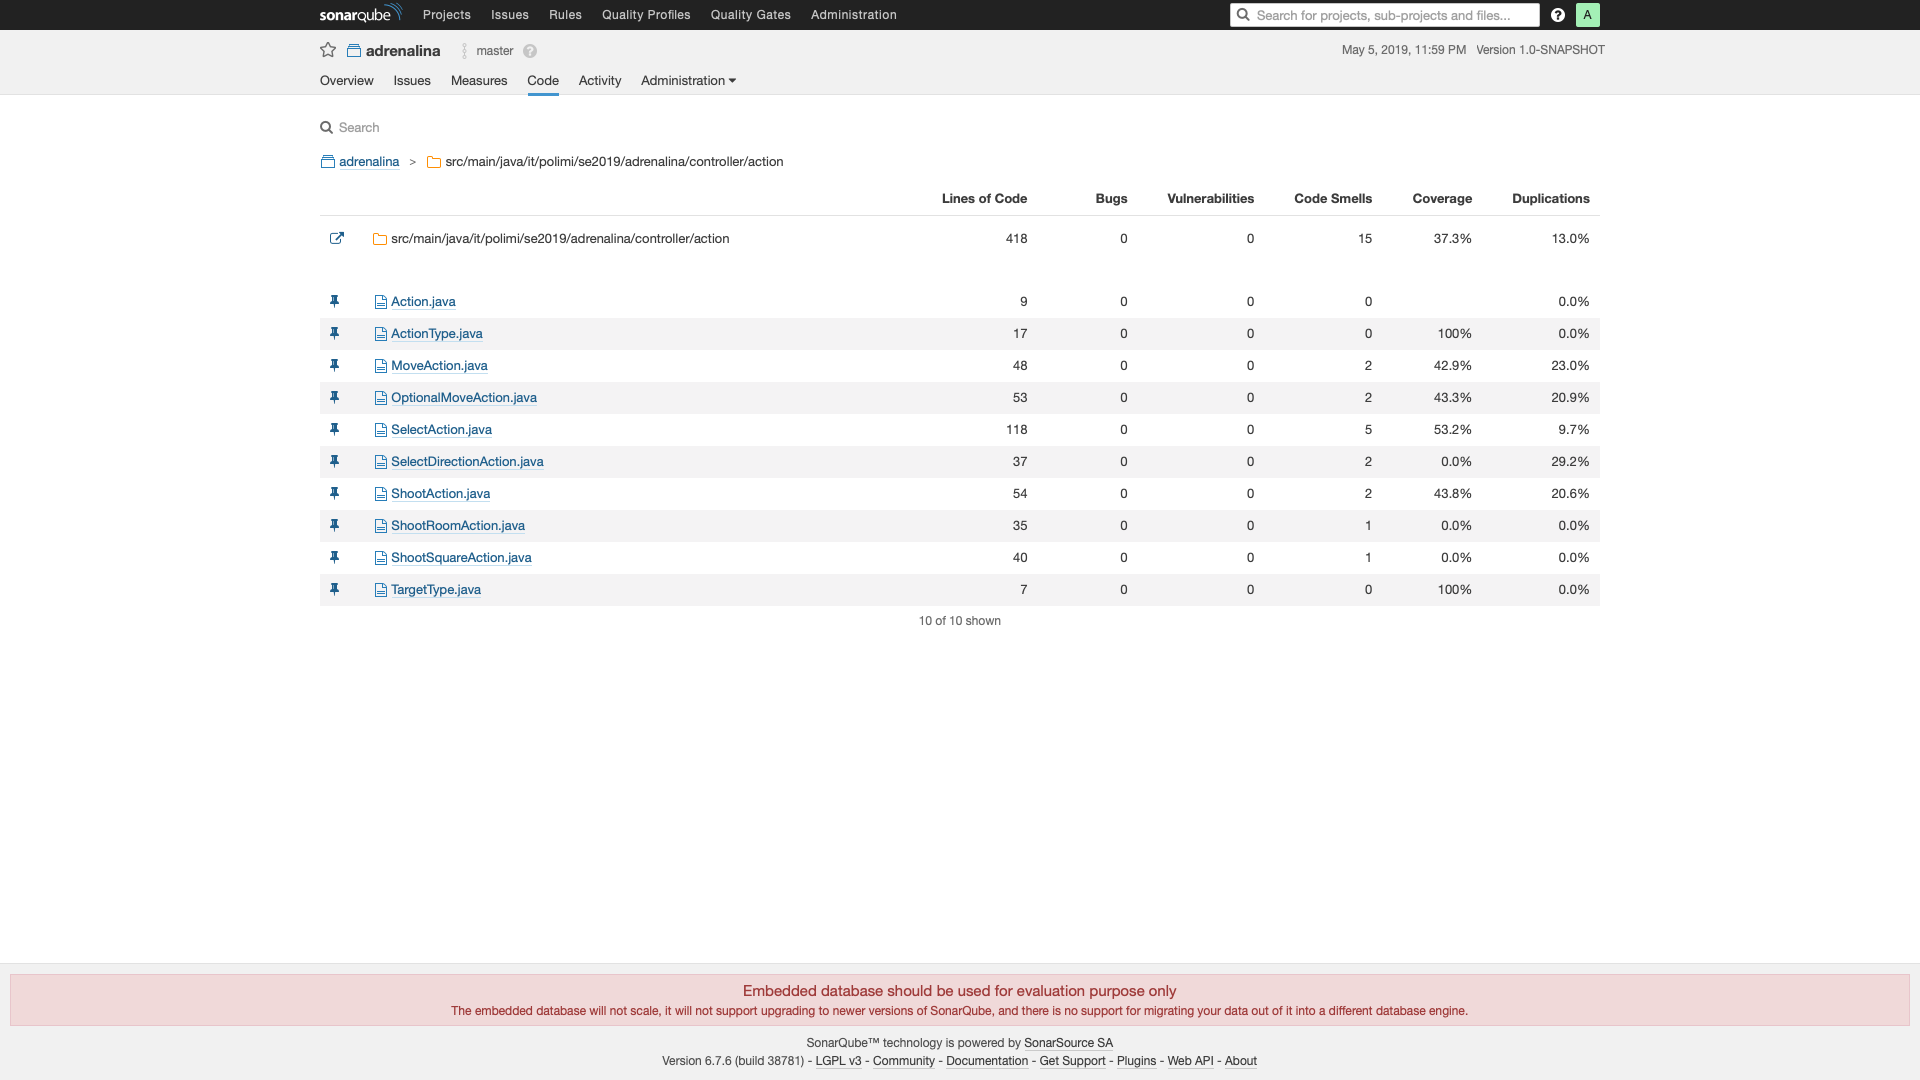 sonarqube Projects Issues Rules Quality Profiles Quality Gates Administration Search for projects, sub-projects and files... ? A
adrenalina master ? May 5, 2019, 11:59 PM Version 1.0-SNAPSHOT
Overview Issues Measures Code Activity Administration
Search
adrenalina > src/main/java/it/polimi/se2019/adrenalina/controller/action
Lines of Code Bugs Vulnerabilities Code Smells Coverage Duplications
src/main/java/it/polimi/se2019/adrenalina/controller/action 418 0 0 15 37.3% 13.0%
Action.java 9 0 0 0 0.0%
ActionType.java 17 0 0 0 100% 0.0%
MoveAction.java 48 0 0 2 42.9% 23.0%
OptionalMoveAction.java 53 0 0 2 43.3% 20.9%
SelectAction.java 118 0 0 5 53.2% 9.7%
SelectDirectionAction.java 37 0 0 2 0.0% 29.2%
ShootAction.java 54 0 0 2 43.8% 20.6%
ShootRoomAction.java 35 0 0 1 0.0% 0.0%
ShootSquareAction.java 40 0 0 1 0.0% 0.0%
TargetType.java 7 0 0 0 100% 0.0%
10 of 10 shown
Embedded database should be used for evaluation purpose only
The embedded database will not scale, it will not support upgrading to newer versions of SonarQube, and there is no support for migrating your data out of it into a different database engine.
SonarQube™ technology is powered by SonarSource SA
Version 6.7.6 (build 38781) - LGPL v3 - Community - Documentation - Get Support - Plugins - Web API - About